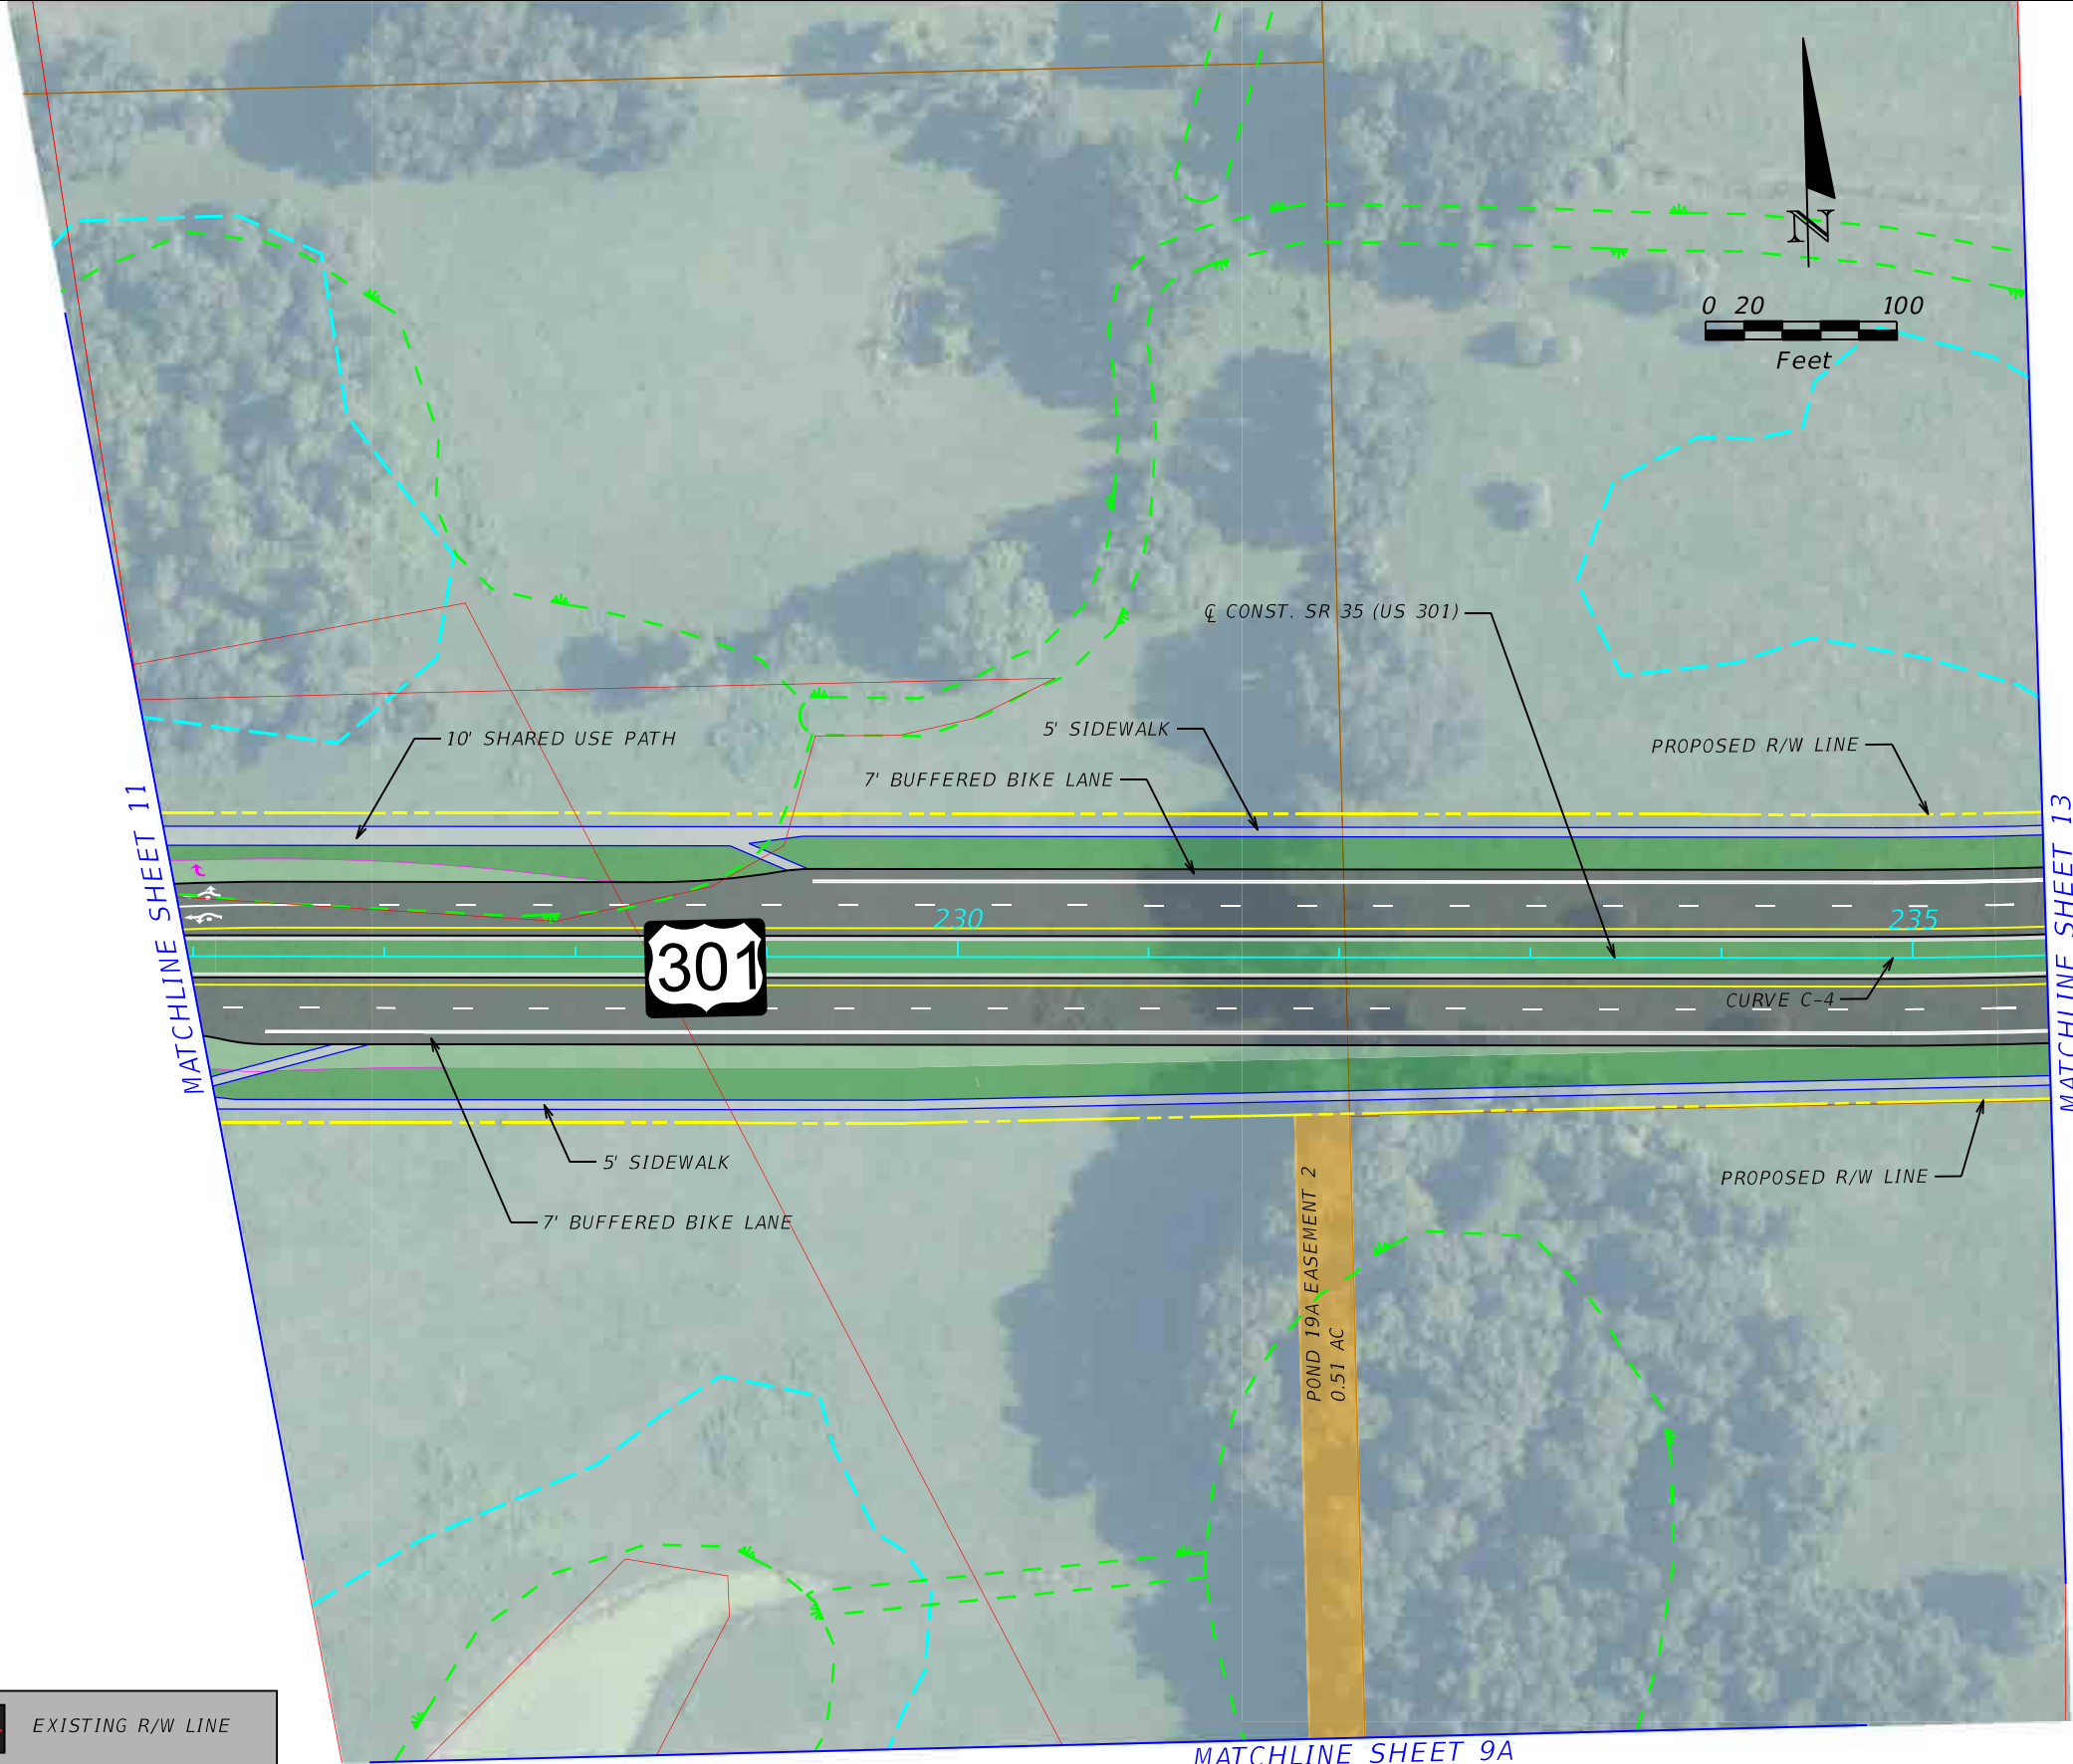 N
0 20 100
Feet
℄ CONST. SR 35 (US 301)
10' SHARED USE PATH
5' SIDEWALK
PROPOSED R/W LINE
7' BUFFERED BIKE LANE
MATCHLINE SHEET 11
MATCHLINE SHEET 13
230
235
301
CURVE C-4
5' SIDEWALK
PROPOSED R/W LINE
7' BUFFERED BIKE LANE
POND 19A EASEMENT 2
0.51 AC
EXISTING R/W LINE
MATCHLINE SHEET 9A